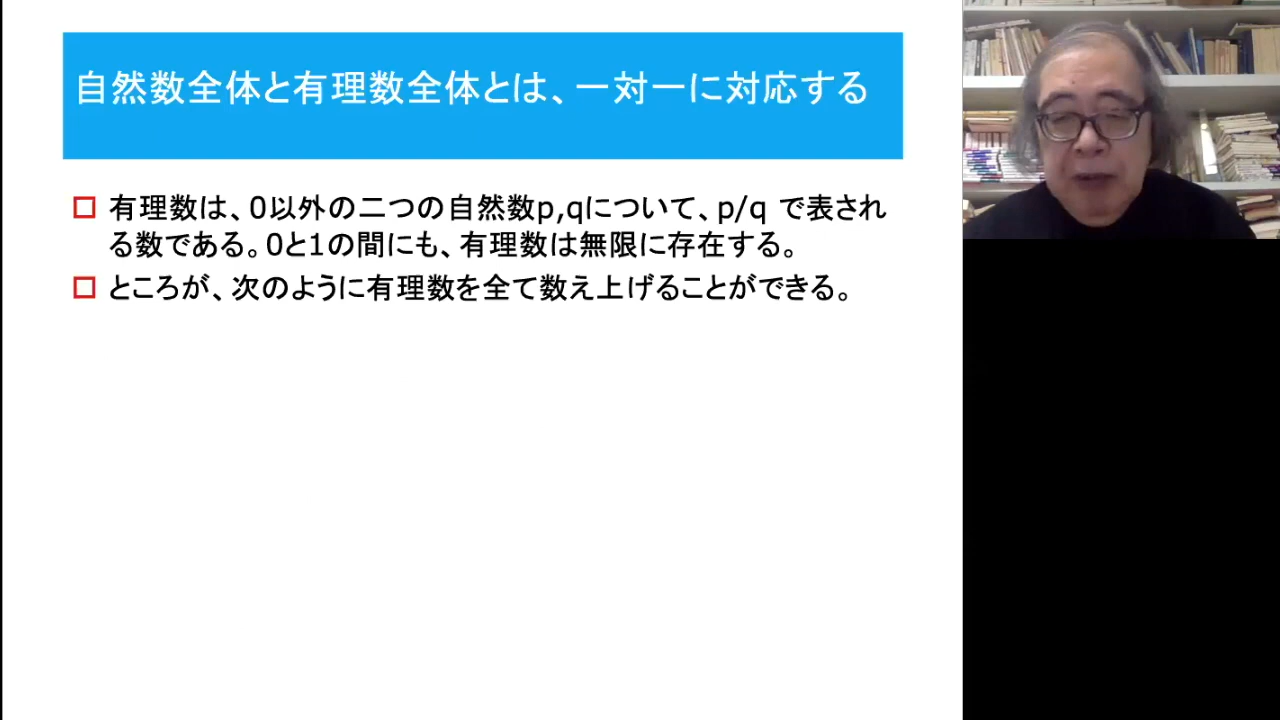 自然数全体と有理数全体とは、一対一に対応する
有理数は、0以外の二つの自然数p,qについて、p/q で表され
る数である。0と1の間にも、有理数は無限に存在する。
ところが、次のように有理数を全て数え上げることができる。